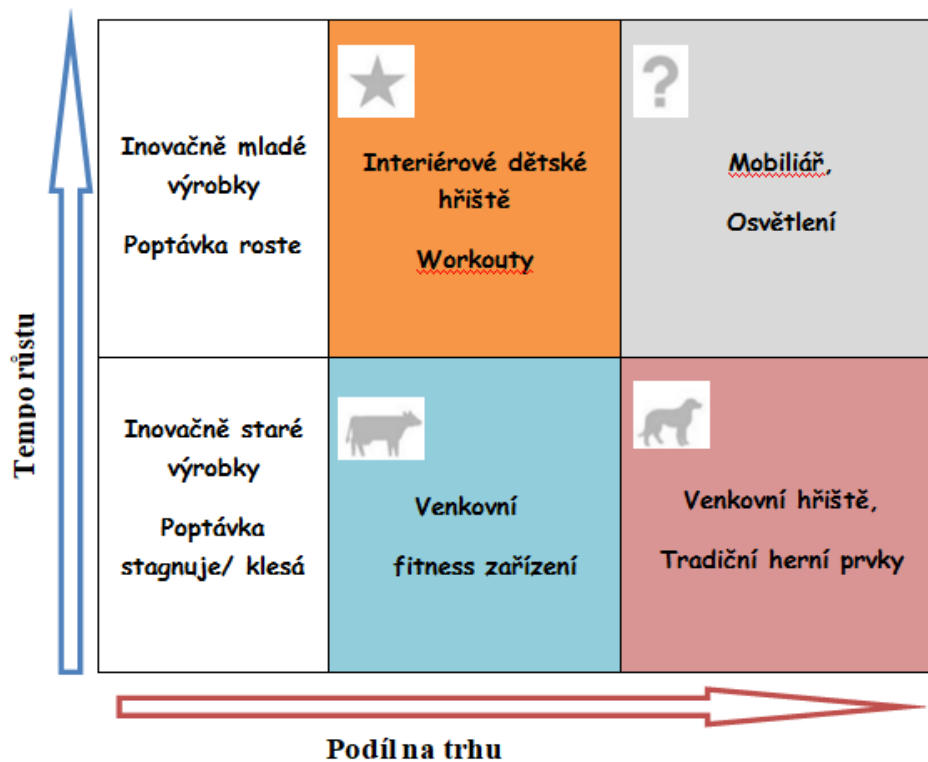 Tempo růstu
Inovačně mladé
výrobky
Poptávka roste
Interiérové dětské
hřiště
Workouty
?
Mobiliář,
Osvětlení
Inovačně staré
výrobky
Poptávka
stagnuje/ klesá
Venkovní
fitness zařízení
Venkovní hřiště,
Tradiční herní prvky
Podíl na trhu